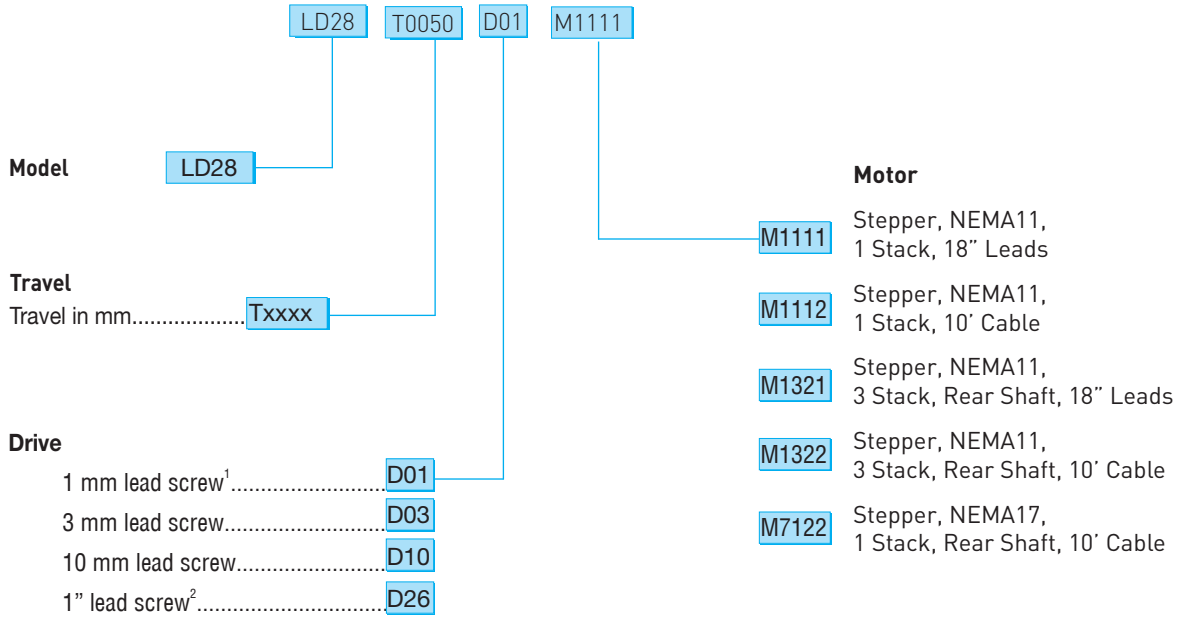 LD28 T0050 D01 M1111
Model LD28
Travel
Travel in mm................... Txxxx
Drive
1 mm lead screw¹.......................... D01
3 mm lead screw........................... D03
10 mm lead screw......................... D10
1” lead screw²................................ D26
Motor
M1111 Stepper, NEMA11,
1 Stack, 18” Leads
M1112 Stepper, NEMA11,
1 Stack, 10’ Cable
M1321 Stepper, NEMA11,
3 Stack, Rear Shaft, 18” Leads
M1322 Stepper, NEMA11,
3 Stack, Rear Shaft, 10’ Cable
M7122 Stepper, NEMA17,
1 Stack, Rear Shaft, 10’ Cable